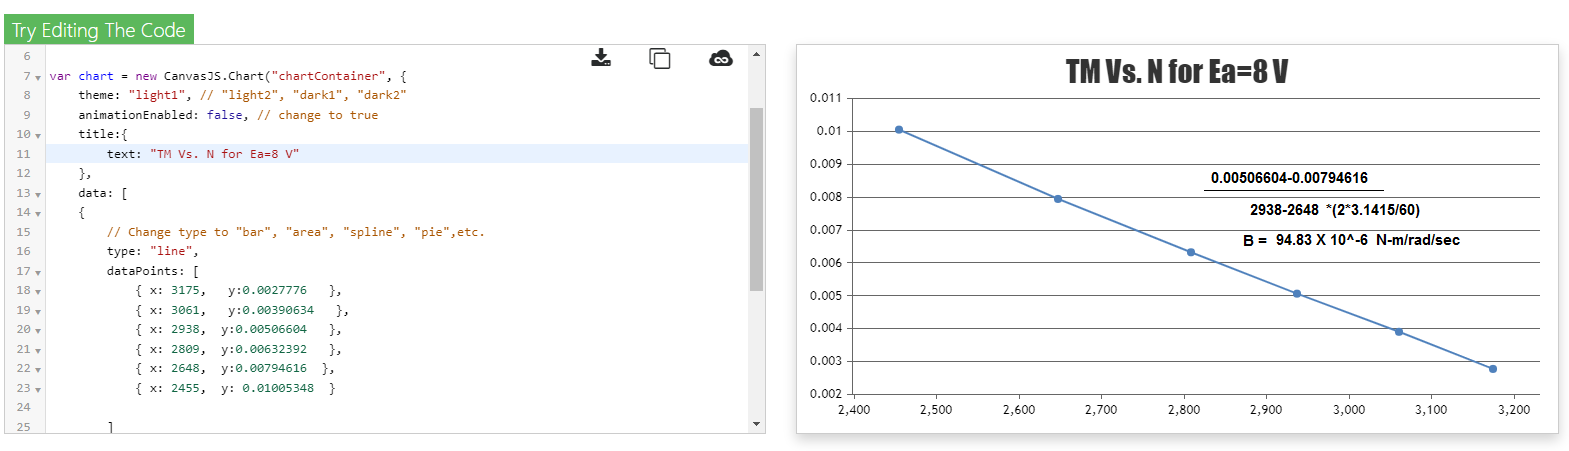 Try Editing The Code
6
7 var chart = new CanvasJS.Chart("chartContainer", {
8 theme: "light1", // "light2", "dark1", "dark2"
9 animationEnabled: false, // change to true
10 title:{
11 text: "TM Vs. N for Ea=8 V"
12 },
13 data: [
14 {
15 // Change type to "bar", "area", "spline", "pie",etc.
16 type: "line",
17 dataPoints: [
18 { x: 3175, y:0.0027776 },
19 { x: 3061, y:0.00390634 },
20 { x: 2938, y:0.00506604 },
21 { x: 2809, y:0.00632392 },
22 { x: 2648, y:0.00794616 },
23 { x: 2455, y: 0.01005348 }
24
25 ]
TM Vs. N for Ea=8 V
0.011
0.01
0.009
0.008
0.007
0.006
0.005
0.004
0.003
0.002
0.00506604-0.00794616
2938-2648 *(2*3.1415/60)
B = 94.83 X 10^-6 N-m/rad/sec
2,400 2,500 2,600 2,700 2,800 2,900 3,000 3,100 3,200